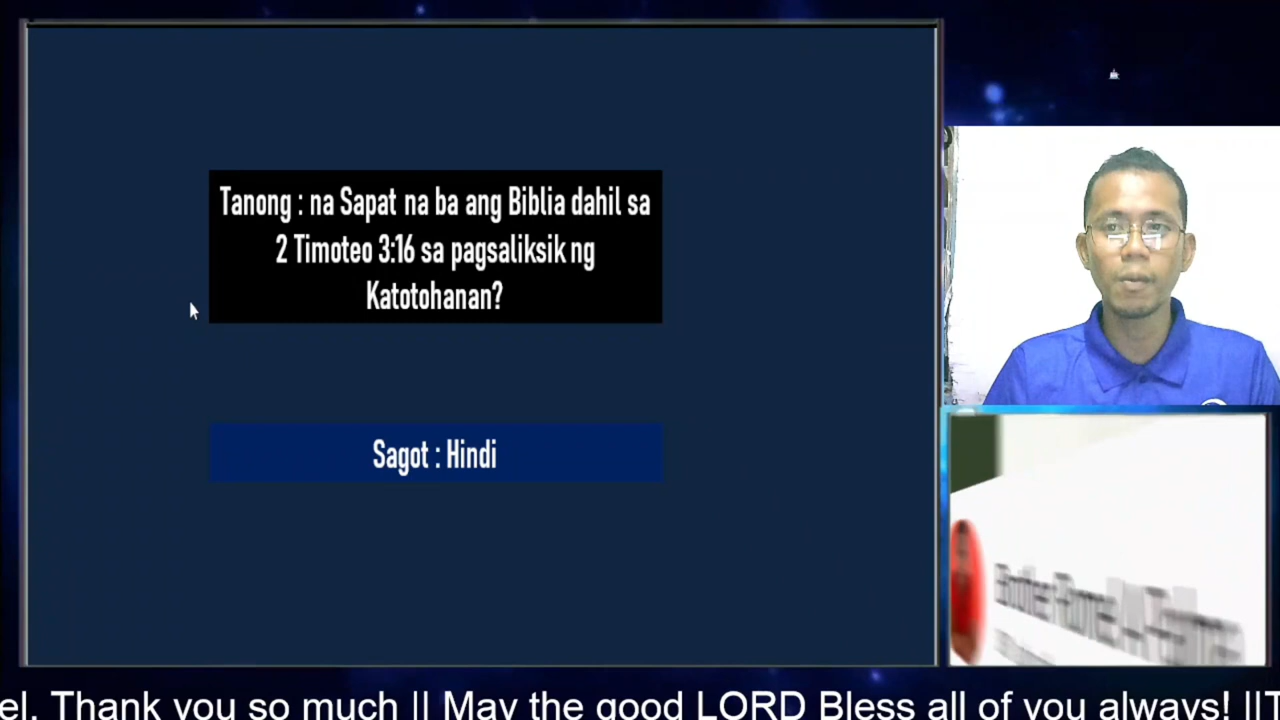 Tanong : na Sapat na ba ang Biblia dahil sa
2 Timoteo 3:16 sa pagsaliksik ng
Katotohanan?
Sagot : Hindi
el. Thank you so much || May the good LORD Bless all of you always! ||T